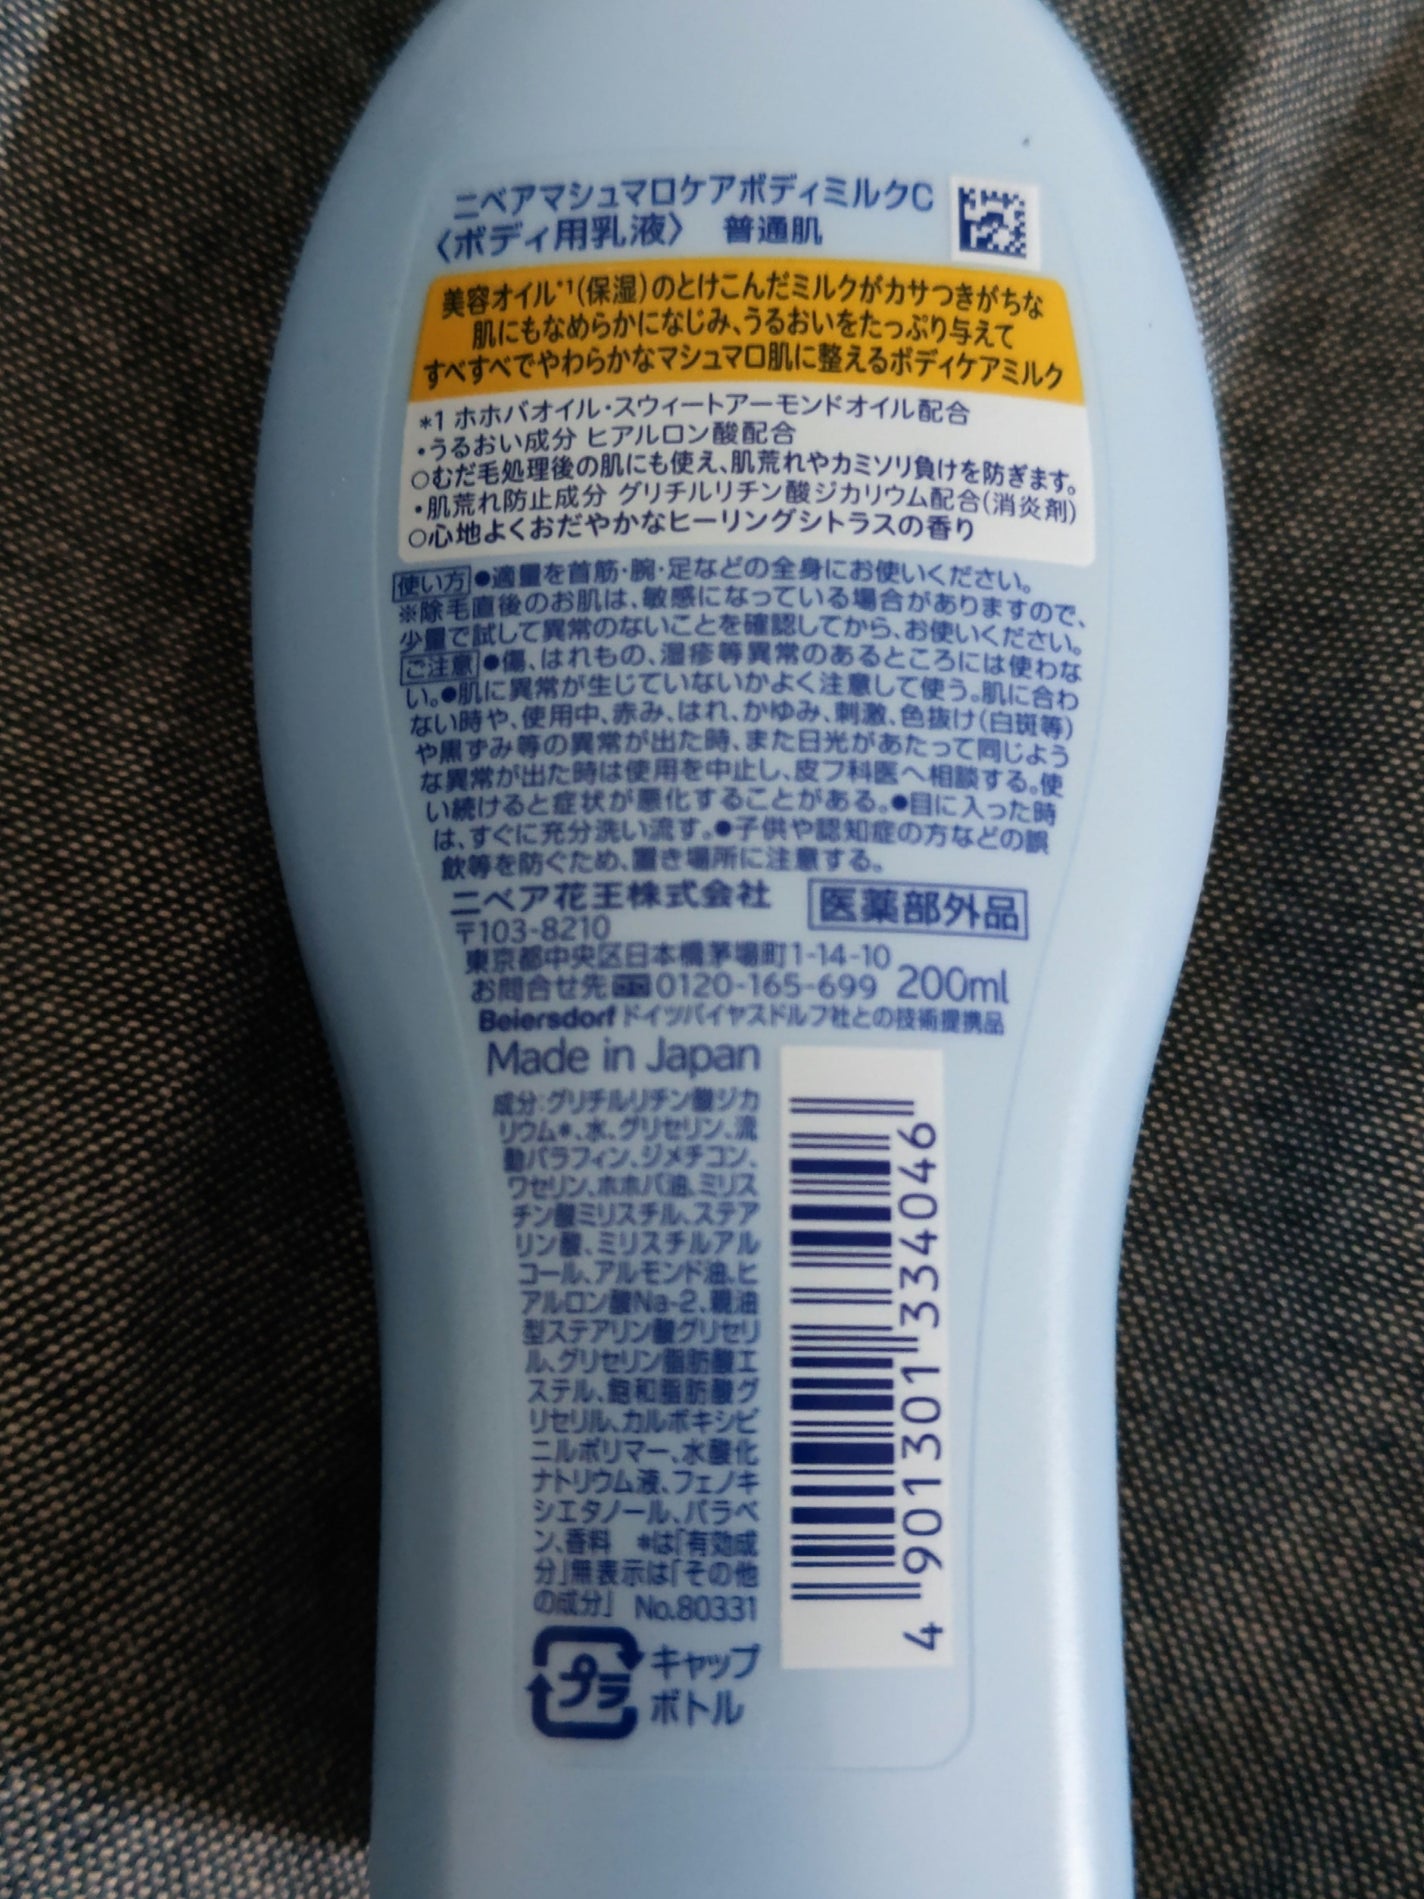 ニベアマシュマロケアボディミルクC
〈ボディ用乳液〉 普通肌
美容オイル*1(保湿)のとけこんだミルクがカサつきがちな
肌にもなめらかになじみ、うるおいをたっぷり与えて
すべすべでやわらかなマシュマロ肌に整えるボディケアミルク
*1 ホホバオイル・スウィートアーモンドオイル配合
・うるおい成分 ヒアルロン酸配合
○むだ毛処理後の肌にも使え、肌荒れやカミソリ負けを防ぎます。
・肌荒れ防止成分 グリチルリチン酸ジカリウム配合(消炎剤)
○心地よくおだやかなヒーリングシトラスの香り
使い方 ●適量を首筋・腕・足などの全身にお使いください。
※除毛直後のお肌は、敏感になっている場合がありますので、
少量で試して異常のないことを確認してから、お使いください。
ご注意 ●傷、はれもの、湿疹等異常のあるところには使わな
い。●肌に異常が生じていないかよく注意して使う。肌に合わ
ない時や、使用中、赤み、はれ、かゆみ、刺激、色抜け(白斑等)
や黒ずみ等の異常が出た時、また日光があたって同じよう
な異常が出た時は使用を中止し、皮フ科医へ相談する。使
い続けると症状が悪化することがある。●目に入った時
は、すぐに充分洗い流す。●子供や認知症の方などの誤
飲等を防ぐため、置き場所に注意する。
ニベア花王株式会社 医薬部外品
〒103-8210
東京都中央区日本橋茅場町1-14-10
お問合せ先 0120-165-699 200ml
Beiersdorf ドイツバイヤスドルフ社との技術提携品
Made in Japan
成分:グリチルリチン酸ジカ
リウム*、水、グリセリン、流
動パラフィン、ジメチコン、
ワセリン、ホホバ油、ミリス
チン酸ミリスチル、ステア
リン酸、ミリスチルアル
コール、アルモンド油、ヒ
アルロン酸Na-2、親油
型ステアリン酸グリセリ
ル、グリセリン脂肪酸エ
ステル、飽和脂肪酸グ
リセリル、カルボキシビ
ニルポリマー、水酸化
ナトリウム液、フェノキ
シエタノール、パラベ
ン、香料 *は「有効成
分」無表示は「その他
の成分」 No.80331
プラ キャップ
ボトル
4 901301 334046